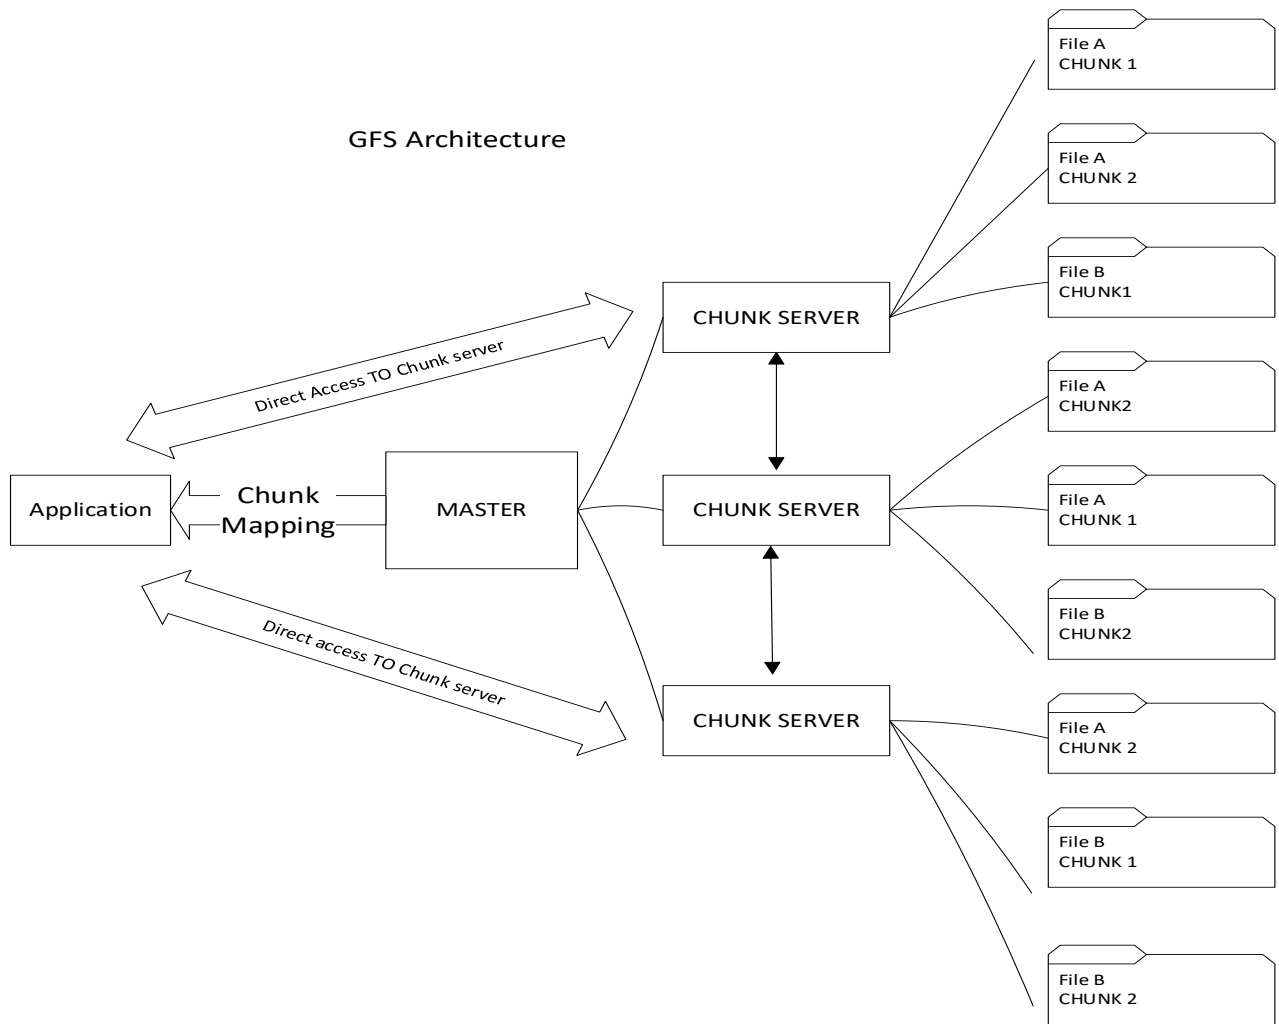 GFS Architecture
Direct Access TO Chunk server
Application
Chunk
Mapping
MASTER
Direct access TO Chunk server
CHUNK SERVER
CHUNK SERVER
CHUNK SERVER
File A
CHUNK 1
File A
CHUNK 2
File B
CHUNK1
File A
CHUNK2
File A
CHUNK 1
File B
CHUNK2
File A
CHUNK 2
File B
CHUNK 1
File B
CHUNK 2